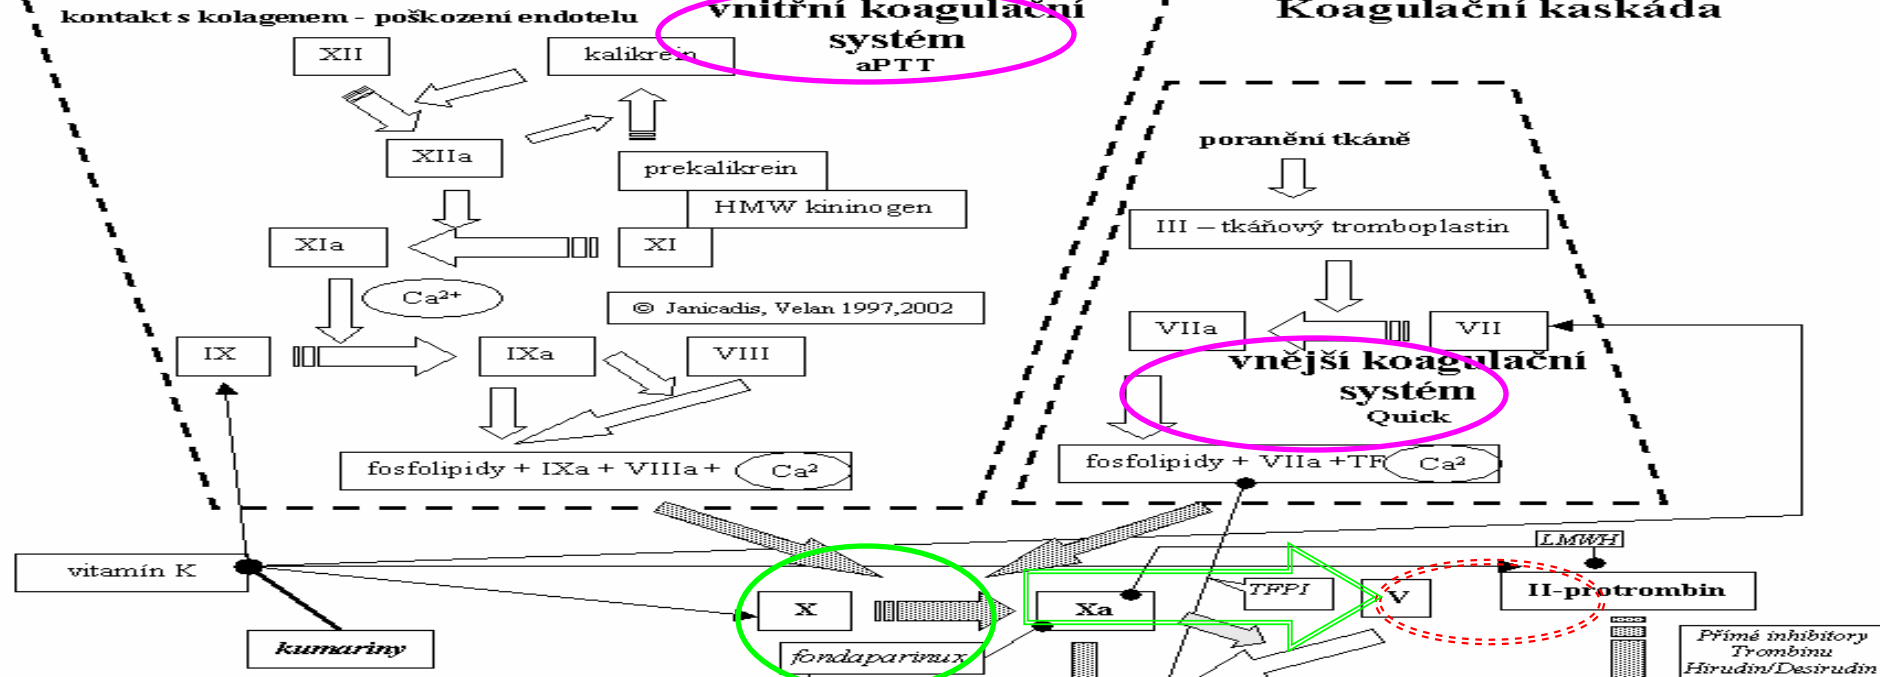 kontakt s kolagenem - poškození endotelu
vnitřní koagulační
systém
aPTT
Koagulační kaskáda
XII
kalikrein
poranění tkáně
XIIa
prekalikrein
HMW kininogen
III – tkáňový tromboplastin
XIa
XI
Ca²⁺
© Janicadis, Velan 1997,2002
VIIa
VII
IX
IXa
VIII
vnější koagulační
systém
Quick
fosfolipidy + IXa + VIIIa +
Ca²
fosfolipidy + VIIa +TF
Ca²
LMWH
vitamín K
X
Xa
TFPI
V
II-protrombin
kumariny
fondaparinux
Přímé inhibitory
Trombinu
Hirudin/Desirudin